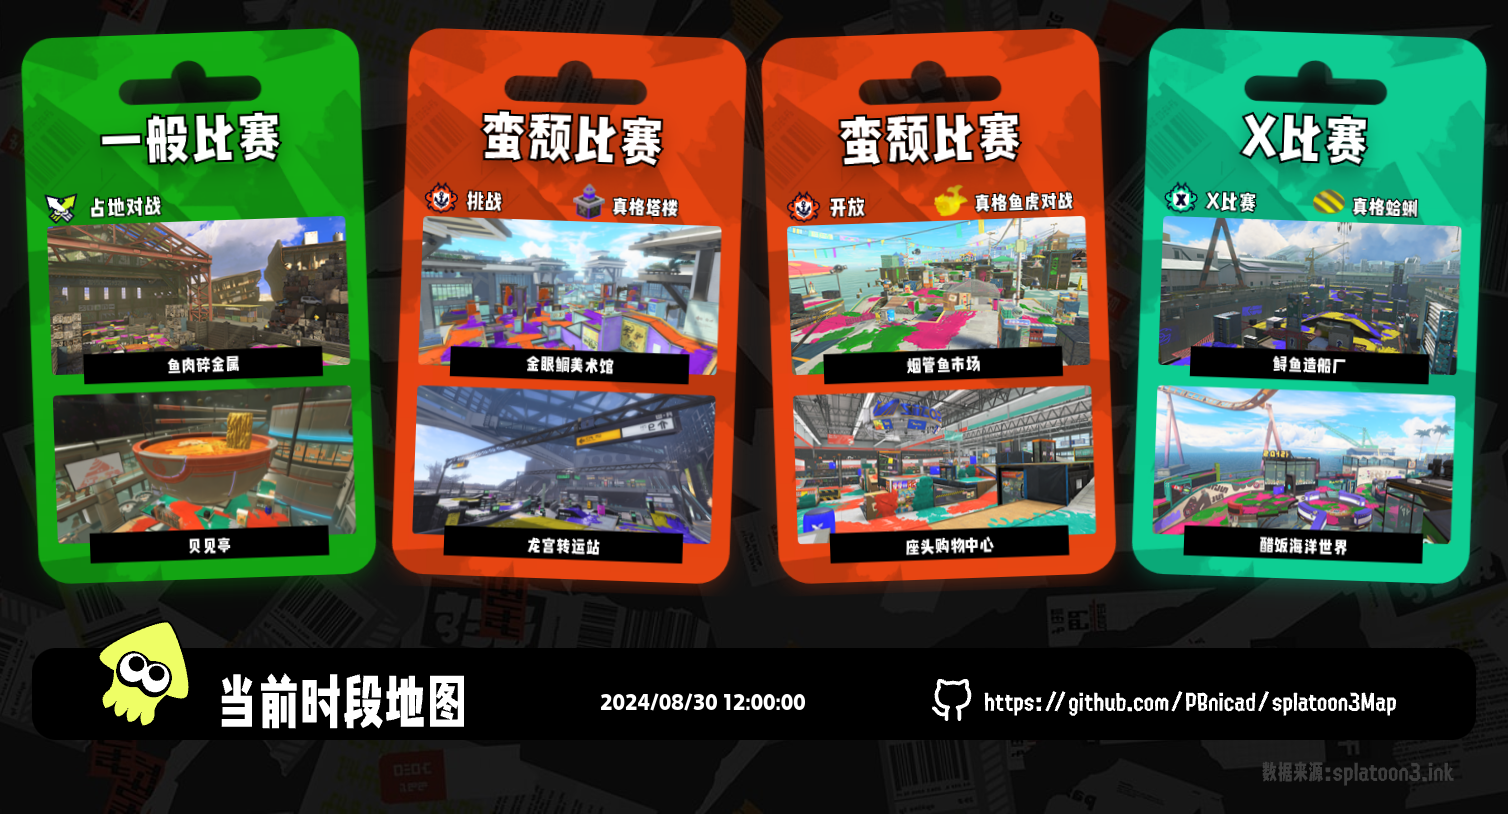 一般比赛
占地对战
鱼肉碎金属
贝见亭
蛮颓比赛
挑战
真格塔楼
金眼鲷美术馆
龙宫转运站
蛮颓比赛
开放
真格鱼虎对战
烟管鱼市场
座头购物中心
X比赛
X比赛
真格蛤蜊
鲟鱼造船厂
醋饭海洋世界
当前时段地图
2024/08/30 12:00:00
https://github.com/PBnicad/splatoon3Map
数据来源:splatoon3.ink